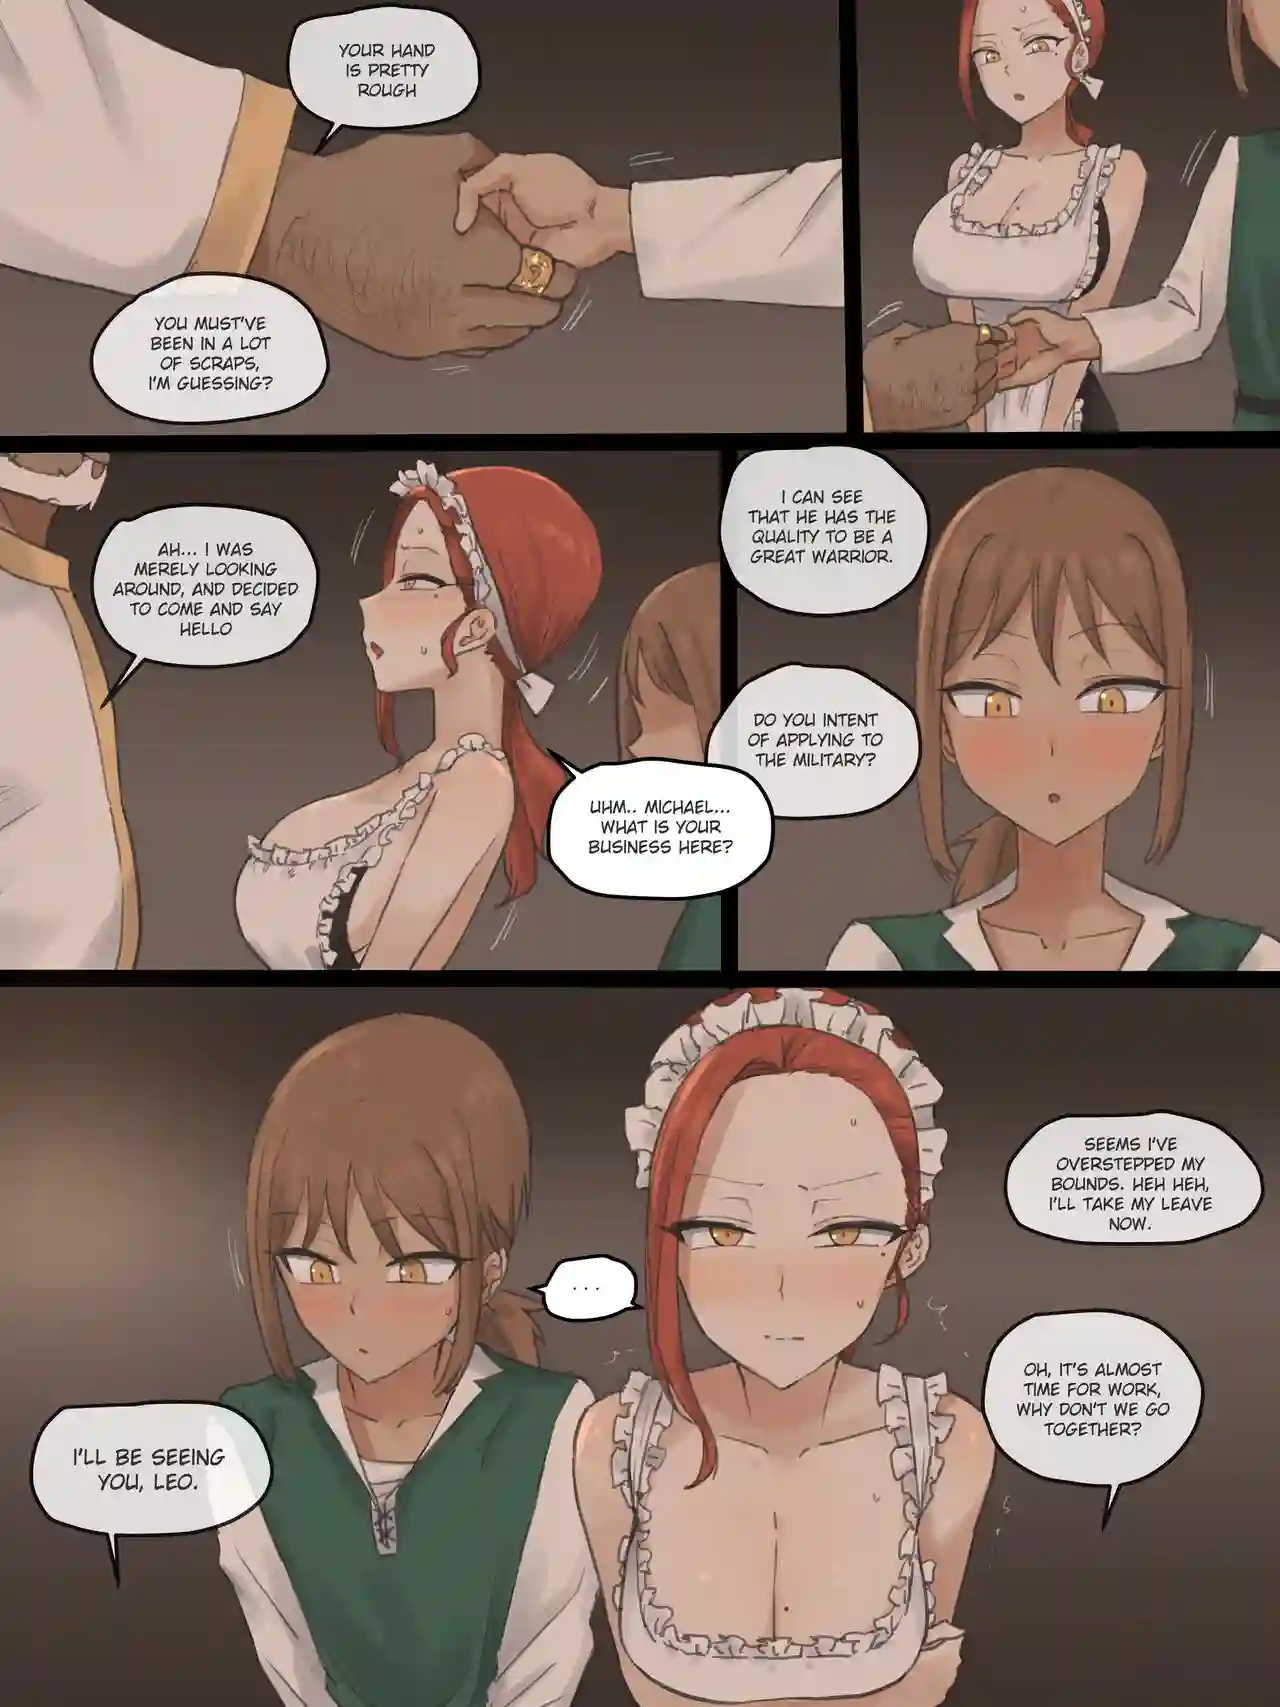 YOUR HAND
IS PRETTY
ROUGH
YOU MUST'VE
BEEN IN A LOT
OF SCRAPS,
I'M GUESSING?
AH... I WAS
MERELY LOOKING
AROUND, AND DECIDED
TO COME AND SAY
HELLO
UHM.. MICHAEL...
WHAT IS YOUR
BUSINESS HERE?
I CAN SEE
THAT HE HAS THE
QUALITY TO BE A
GREAT WARRIOR.
DO YOU INTENT
OF APPLYING TO
THE MILITARY?
SEEMS I'VE
OVERSTEPPED MY
BOUNDS. HEH HEH,
I'LL TAKE MY LEAVE
NOW.
...
OH, IT'S ALMOST
TIME FOR WORK,
WHY DON'T WE GO
TOGETHER?
I'LL BE SEEING
YOU, LEO.